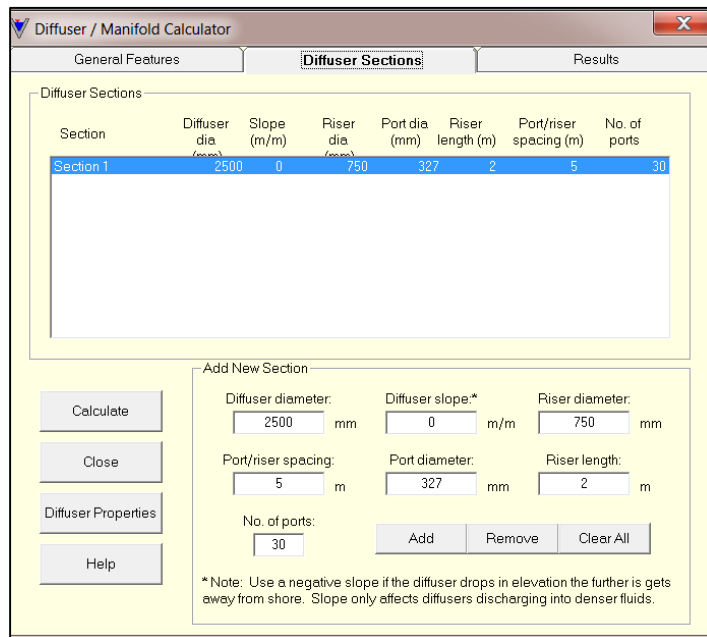 Diffuser / Manifold Calculator
General Features Diffuser Sections Results
Diffuser Sections
Section Diffuser dia (mm) Slope (m/m) Riser dia (mm) Port dia (mm) Riser length (m) Port/riser spacing (m) No. of ports
Section 1 2500 0 750 327 2 5 30
Add New Section
Calculate
Close
Diffuser Properties
Help
Diffuser diameter: Diffuser slope:* Riser diameter:
2500 mm 0 m/m 750 mm
Port/riser spacing: Port diameter: Riser length:
5 m 327 mm 2 m
No. of ports:
30 Add Remove Clear All
* Note: Use a negative slope if the diffuser drops in elevation the further is gets
away from shore. Slope only affects diffusers discharging into denser fluids.